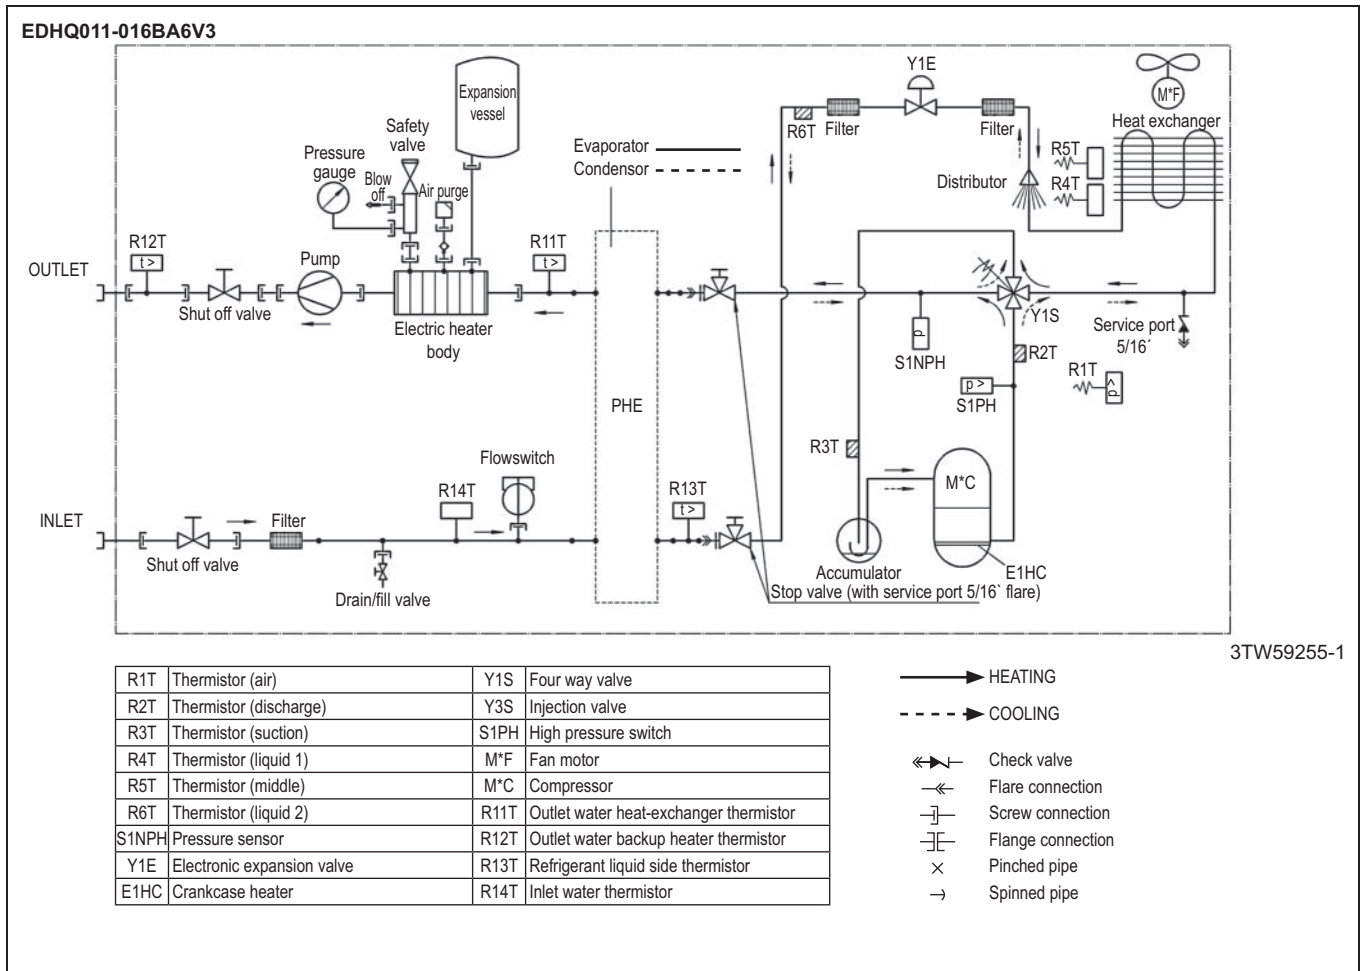 EDHQ011-016BA6V3
Y1E
M*F
Expansion
vessel
Safety
valve
Pressure
gauge
Blow
off
Air purge
Evaporator
Condensor
R6T
Filter
Filter
Heat exchanger
R5T
R4T
Distributor
R12T
t >
R11T
t >
OUTLET
Pump
Shut off valve
Electric heater
body
Y1S
Service port
5/16´
p
S1NPH
R2T
R1T
p >
p >
S1PH
PHE
R3T
M*C
Flowswitch
R14T
R13T
t >
INLET
Filter
Shut off valve
Drain/fill valve
Accumulator
E1HC
Stop valve (with service port 5/16` flare)
3TW59255-1
R1T Thermistor (air) Y1S Four way valve
R2T Thermistor (discharge) Y3S Injection valve
R3T Thermistor (suction) S1PH High pressure switch
R4T Thermistor (liquid 1) M*F Fan motor
R5T Thermistor (middle) M*C Compressor
R6T Thermistor (liquid 2) R11T Outlet water heat-exchanger thermistor
S1NPH Pressure sensor R12T Outlet water backup heater thermistor
Y1E Electronic expansion valve R13T Refrigerant liquid side thermistor
E1HC Crankcase heater R14T Inlet water thermistor
HEATING
COOLING
Check valve
Flare connection
Screw connection
Flange connection
Pinched pipe
Spinned pipe